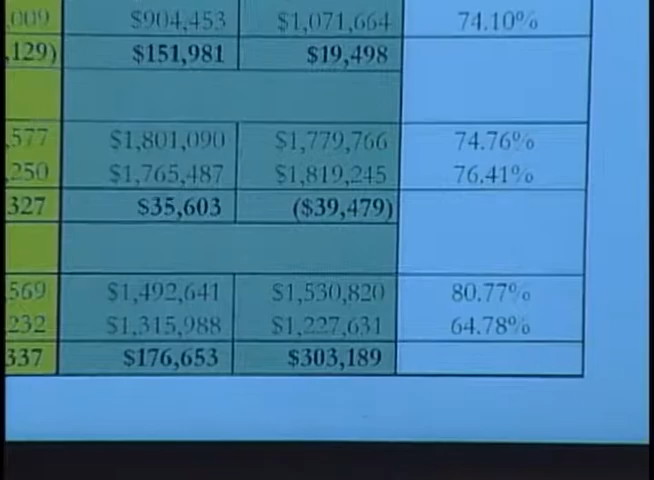 ,009 $904,453 $1,071,664 74.10%
,129) $151,981 $19,498
,577 $1,801,090 $1,779,766 74.76%
,250 $1,765,487 $1,819,245 76.41%
327 $35,603 ($39,479)
569 $1,492,641 $1,530,820 80.77%
232 $1,315,988 $1,227,631 64.78%
337 $176,653 $303,189